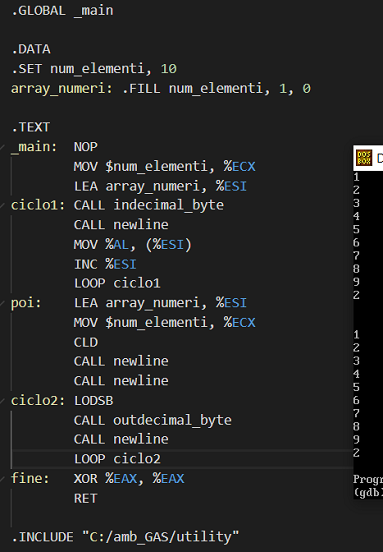 .GLOBAL _main
.DATA
.SET num_elementi, 10
array_numeri: .FILL num_elementi, 1, 0
.TEXT
_main:  NOP
        MOV $num_elementi, %ECX
        LEA array_numeri, %ESI
ciclo1: CALL indecimal_byte
        CALL newline
        MOV %AL, (%ESI)
        INC %ESI
        LOOP ciclo1
poi:    LEA array_numeri, %ESI
        MOV $num_elementi, %ECX
        CLD
        CALL newline
        CALL newline
ciclo2: LODSB
        CALL outdecimal_byte
        CALL newline
        LOOP ciclo2
fine:   XOR %EAX, %EAX
        RET
.INCLUDE "C:/amb_GAS/utility"
DOS
BOX
1
2
3
4
5
6
7
8
9
2
1
2
3
4
5
6
7
8
9
2
(gdb)